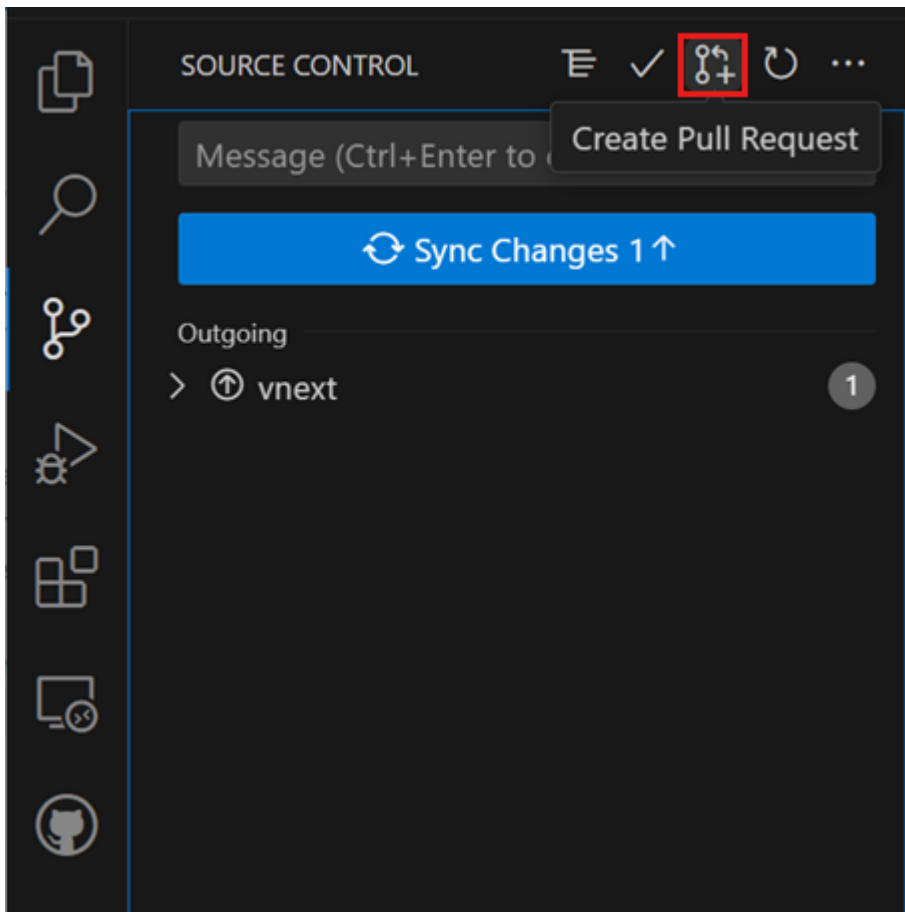 SOURCE CONTROL
Create Pull Request
Message (Ctrl+Enter to
Sync Changes 1↑
Outgoing
vnext
1